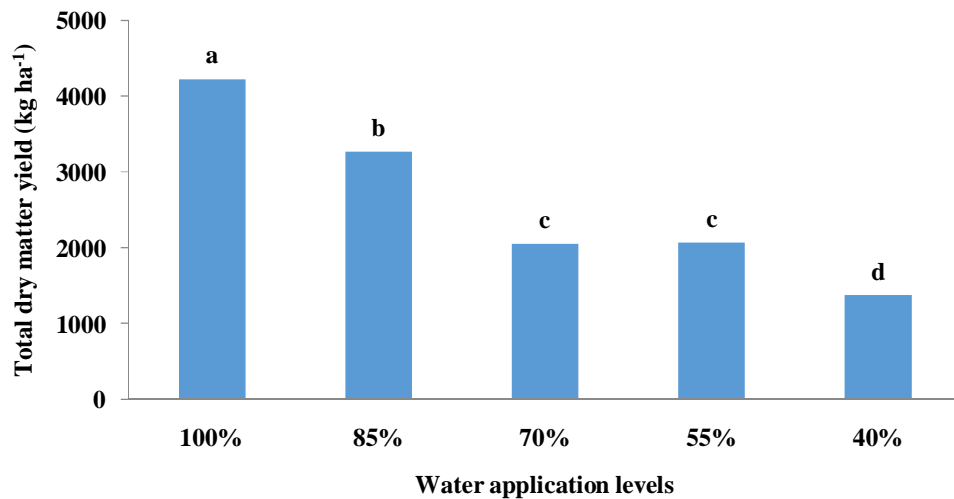 Total dry matter yield (kg ha⁻¹)
5000
4000
3000
2000
1000
0
a
b
c
c
d
100%
85%
70%
55%
40%
Water application levels